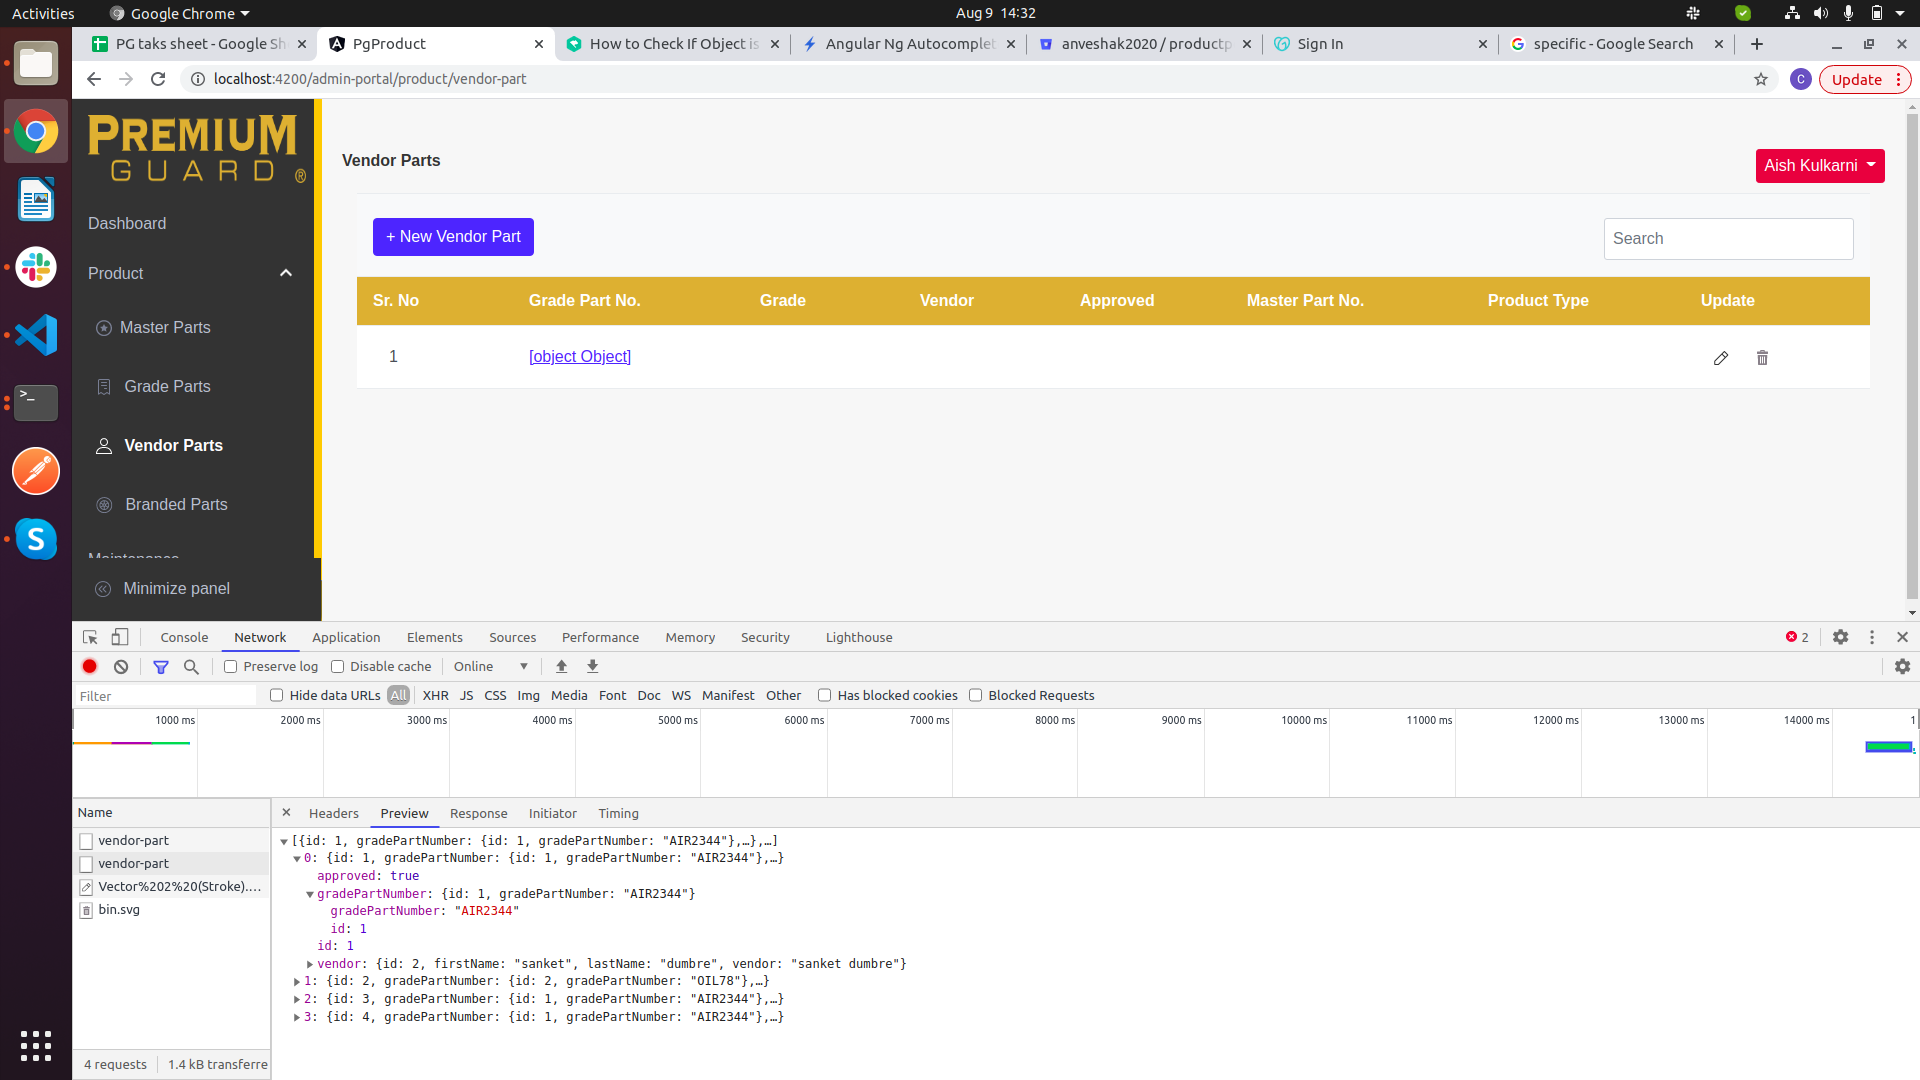 Activities
Google Chrome
Aug 9 14:32
PG taks sheet - Google Sh
PgProduct
How to Check If Object is
Angular Ng Autocomplet
anveshak2020 / productp
Sign In
specific - Google Search
localhost:4200/admin-portal/product/vendor-part
C
Update
PREMIUM
GUARD®
Dashboard
Product
Master Parts
Grade Parts
Vendor Parts
Branded Parts
Maintenance
Minimize panel
Vendor Parts
Aish Kulkarni
+ New Vendor Part
Search
Sr. No
Grade Part No.
Grade
Vendor
Approved
Master Part No.
Product Type
Update
1
[object Object]
Console
Network
Application
Elements
Sources
Performance
Memory
Security
Lighthouse
2
Preserve log
Disable cache
Online
Filter
Hide data URLs
All
XHR
JS
CSS
Img
Media
Font
Doc
WS
Manifest
Other
Has blocked cookies
Blocked Requests
1000 ms
2000 ms
3000 ms
4000 ms
5000 ms
6000 ms
7000 ms
8000 ms
9000 ms
10000 ms
11000 ms
12000 ms
13000 ms
14000 ms
1
Name
vendor-part
vendor-part
Vector%202%20(Stroke)....
bin.svg
4 requests
1.4 kB transferre
Headers
Preview
Response
Initiator
Timing
[{id: 1, gradePartNumber: {id: 1, gradePartNumber: "AIR2344"},…},…]
0: {id: 1, gradePartNumber: {id: 1, gradePartNumber: "AIR2344"},…}
approved: true
gradePartNumber: {id: 1, gradePartNumber: "AIR2344"}
gradePartNumber: "AIR2344"
id: 1
id: 1
vendor: {id: 2, firstName: "sanket", lastName: "dumbre", vendor: "sanket dumbre"}
1: {id: 2, gradePartNumber: {id: 2, gradePartNumber: "OIL78"},…}
2: {id: 3, gradePartNumber: {id: 1, gradePartNumber: "AIR2344"},…}
3: {id: 4, gradePartNumber: {id: 1, gradePartNumber: "AIR2344"},…}